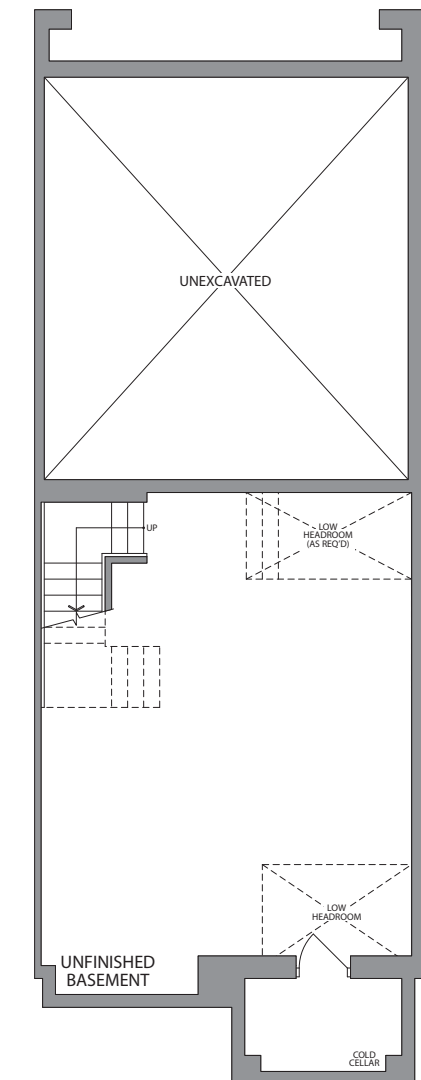 UNEXCAVATED
UP
LOW
HEADROOM
(AS REQ'D)
LOW
HEADROOM
UNFINISHED
BASEMENT
COLD
CELLAR